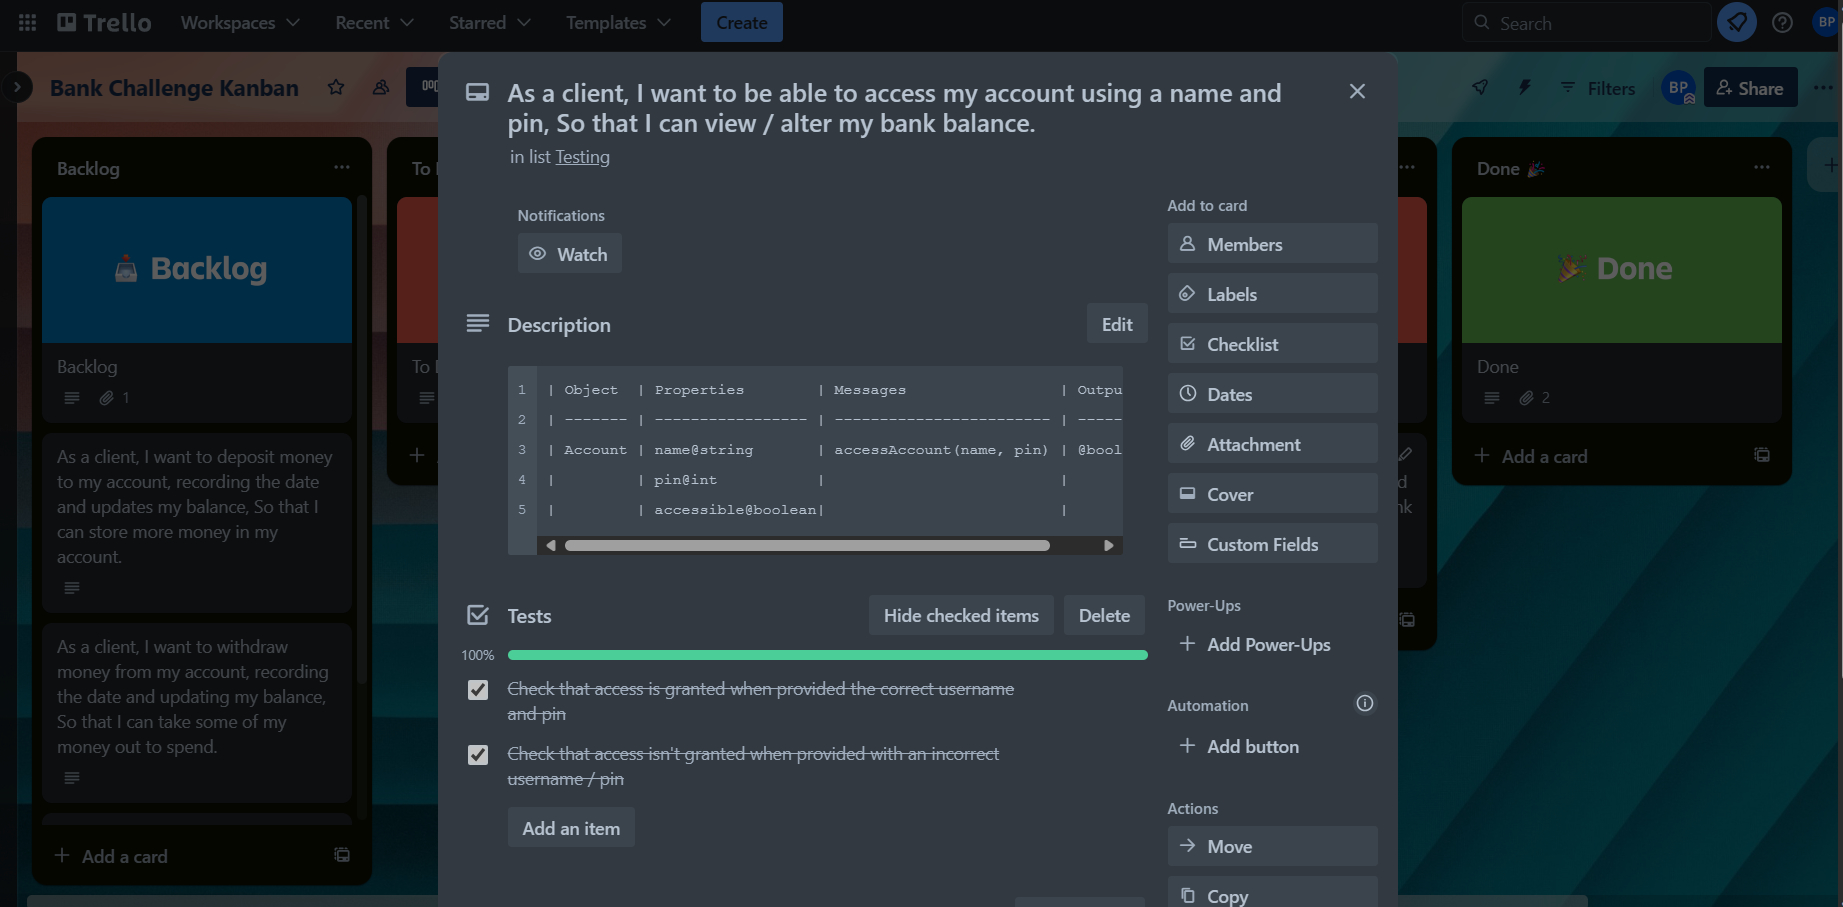 Trello
Workspaces
Recent
Starred
Templates
Create
Search
BP
Bank Challenge Kanban
Filters
BP
Share
As a client, I want to be able to access my account using a name and
pin, So that I can view / alter my bank balance.
in list Testing
Notifications
Watch
Description
Edit
1 | Object | Properties | Messages | Outpu
2 | ------- | ----------------- | ------------------------ | -----
3 | Account | name@string | accessAccount(name, pin) | @bool
4 | | pin@int | |
5 | | accessible@boolean| |
Tests
Hide checked items
Delete
100%
Check that access is granted when provided the correct username
and pin
Check that access isn't granted when provided with an incorrect
username / pin
Add an item
Add to card
Members
Labels
Checklist
Dates
Attachment
Cover
Custom Fields
Power-Ups
Add Power-Ups
Automation
Add button
Actions
Move
Copy
Backlog
Backlog
Backlog
1
As a client, I want to deposit money
to my account, recording the date
and updates my balance, So that I
can store more money in my
account.
As a client, I want to withdraw
money from my account, recording
the date and updating my balance,
So that I can take some of my
money out to spend.
Add a card
To
To
d
nk
Done 🎉
🎉 Done
Done
2
Add a card